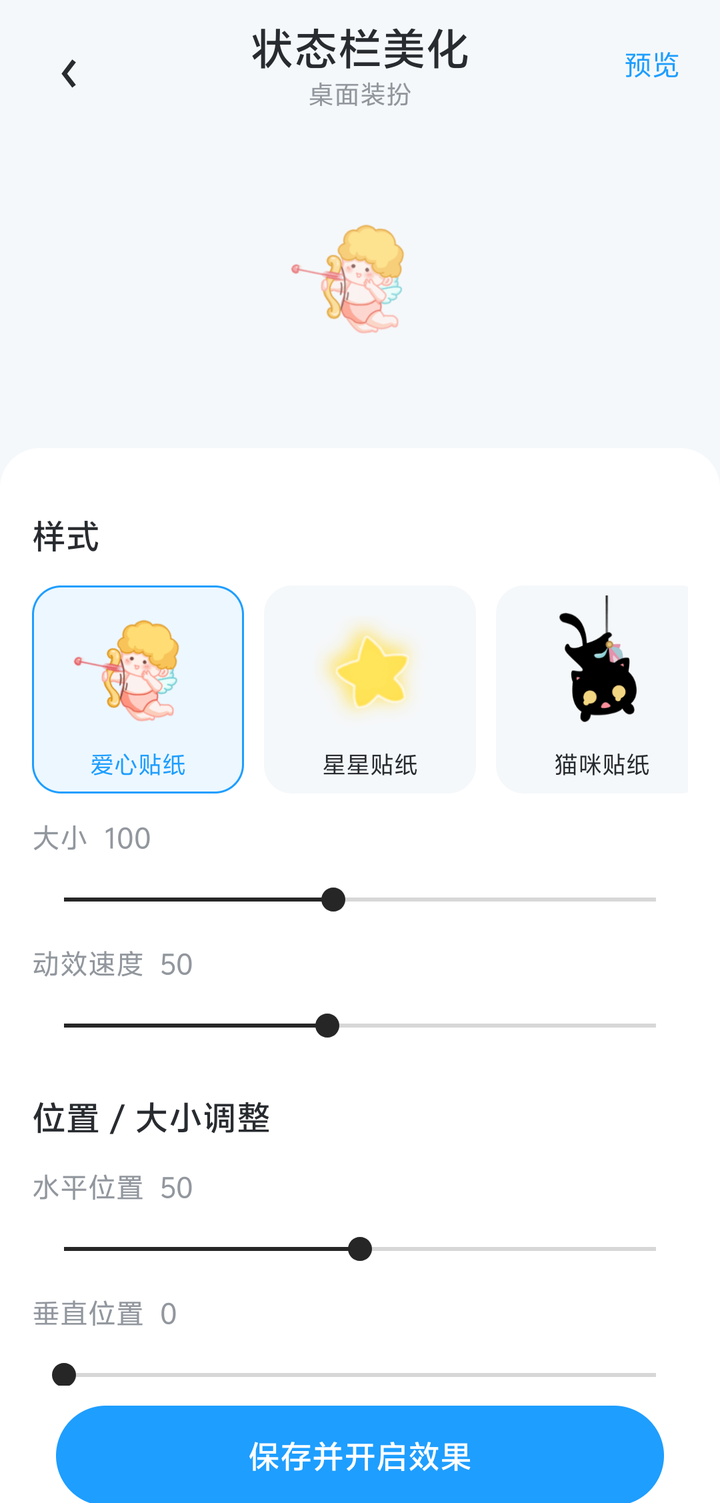 状态栏美化
预览
桌面装扮
样式
爱心贴纸
星星贴纸
猫咪贴纸
大小 100
动效速度 50
位置 / 大小调整
水平位置 50
垂直位置 0
保存并开启效果